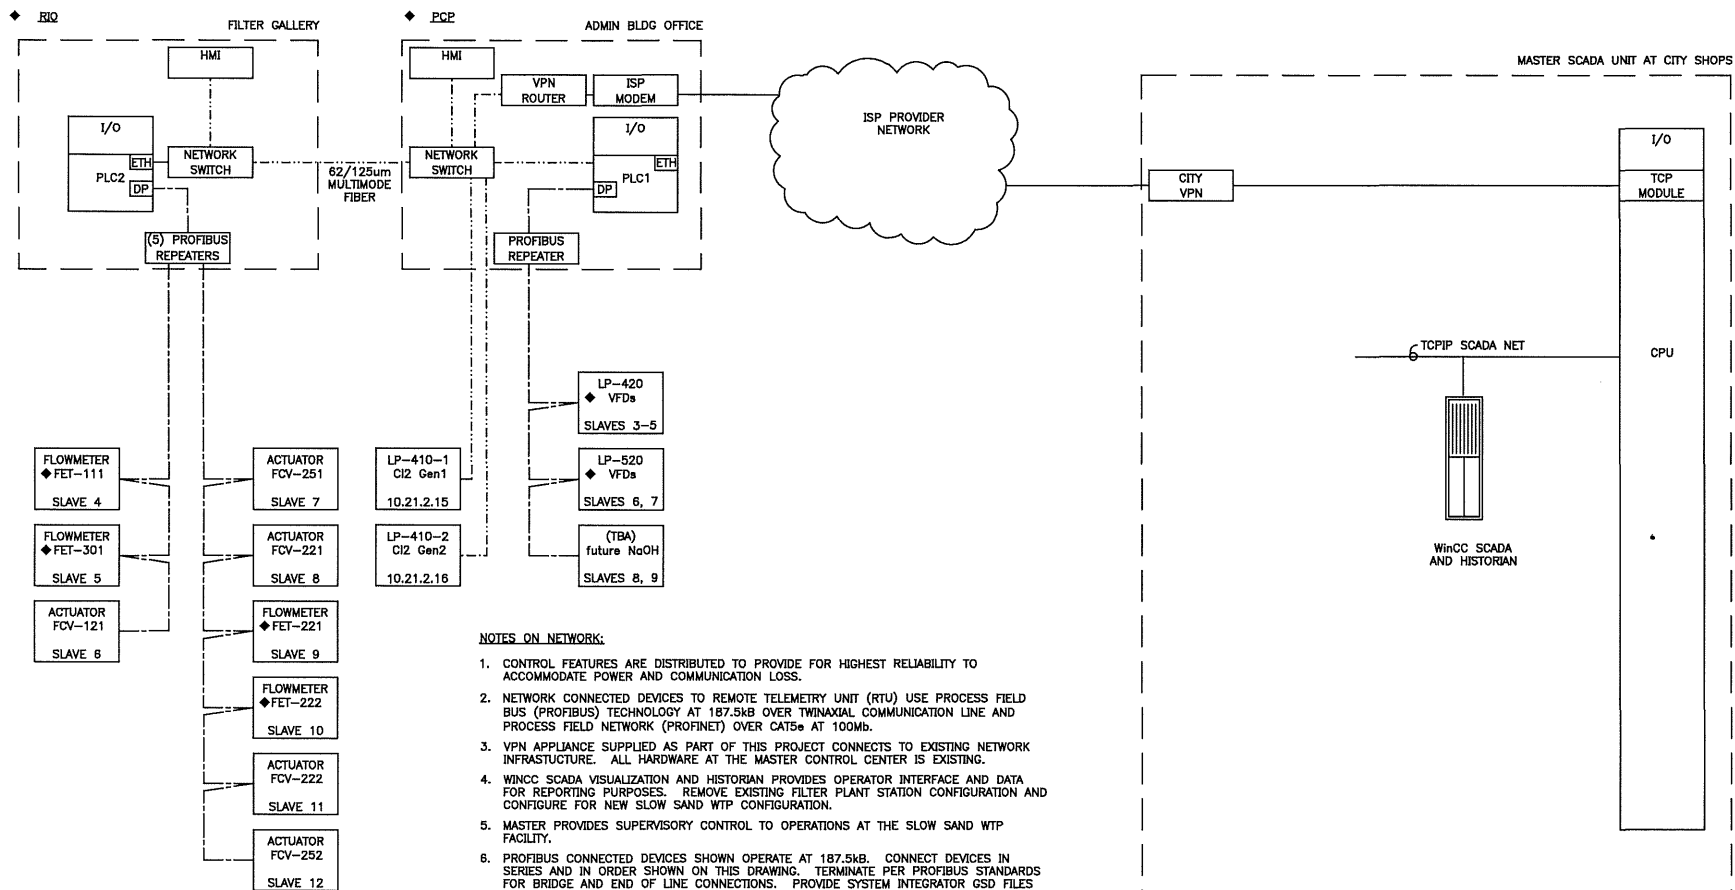 ◆ RIO
FILTER GALLERY
HMI
I/O
ETH
PLC2
DP
NETWORK
SWITCH
(5) PROFIBUS
REPEATERS
62/125um
MULTIMODE
FIBER
◆ PCP
ADMIN BLDG OFFICE
HMI
VPN
ROUTER
ISP
MODEM
I/O
NETWORK
SWITCH
ETH
PLC1
DP
PROFIBUS
REPEATER
ISP PROVIDER
NETWORK
MASTER SCADA UNIT AT CITY SHOPS
CITY
VPN
I/O
TCP
MODULE
TCPIP SCADA NET
CPU
WinCC SCADA
AND HISTORIAN
FLOWMETER
◆ FET-111
SLAVE 4
FLOWMETER
◆ FET-301
SLAVE 5
ACTUATOR
FCV-121
SLAVE 6
ACTUATOR
FCV-251
SLAVE 7
ACTUATOR
FCV-221
SLAVE 8
FLOWMETER
◆ FET-221
SLAVE 9
FLOWMETER
◆ FET-222
SLAVE 10
ACTUATOR
FCV-222
SLAVE 11
ACTUATOR
FCV-252
SLAVE 12
LP-410-1
Cl2 Gen1
10.21.2.15
LP-410-2
Cl2 Gen2
10.21.2.16
LP-420
◆ VFDs
SLAVES 3-5
LP-520
◆ VFDs
SLAVES 6, 7
(TBA)
future NaOH
SLAVES 8, 9
NOTES ON NETWORK:
1. CONTROL FEATURES ARE DISTRIBUTED TO PROVIDE FOR HIGHEST RELIABILITY TO
ACCOMMODATE POWER AND COMMUNICATION LOSS.
2. NETWORK CONNECTED DEVICES TO REMOTE TELEMETRY UNIT (RTU) USE PROCESS FIELD
BUS (PROFIBUS) TECHNOLOGY AT 187.5kB OVER TWINAXIAL COMMUNICATION LINE AND
PROCESS FIELD NETWORK (PROFINET) OVER CAT5e AT 100Mb.
3. VPN APPLIANCE SUPPLIED AS PART OF THIS PROJECT CONNECTS TO EXISTING NETWORK
INFRASTUCTURE. ALL HARDWARE AT THE MASTER CONTROL CENTER IS EXISTING.
4. WINCC SCADA VISUALIZATION AND HISTORIAN PROVIDES OPERATOR INTERFACE AND DATA
FOR REPORTING PURPOSES. REMOVE EXISTING FILTER PLANT STATION CONFIGURATION AND
CONFIGURE FOR NEW SLOW SAND WTP CONFIGURATION.
5. MASTER PROVIDES SUPERVISORY CONTROL TO OPERATIONS AT THE SLOW SAND WTP
FACILITY.
6. PROFIBUS CONNECTED DEVICES SHOWN OPERATE AT 187.5kB. CONNECT DEVICES IN
SERIES AND IN ORDER SHOWN ON THIS DRAWING. TERMINATE PER PROFIBUS STANDARDS
FOR BRIDGE AND END OF LINE CONNECTIONS. PROVIDE SYSTEM INTEGRATOR GSD FILES